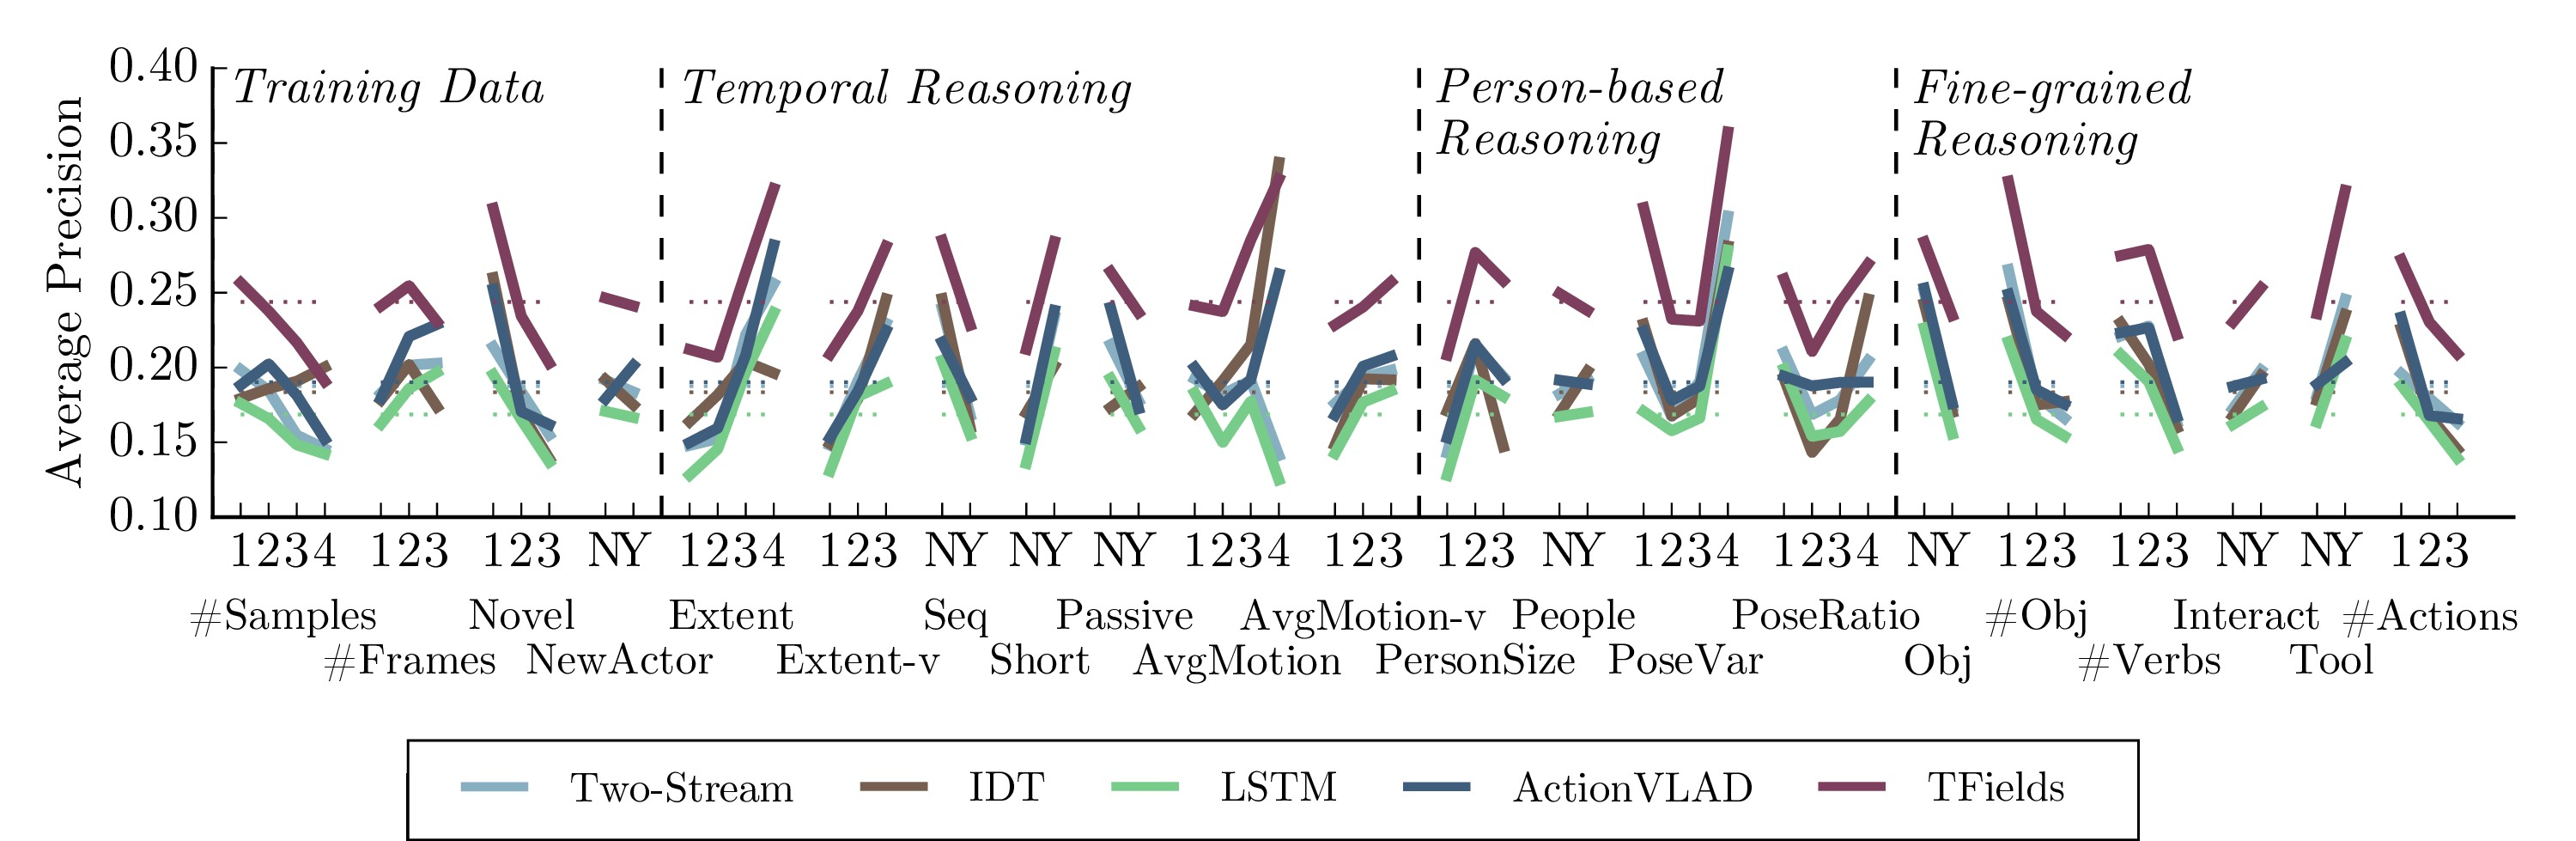 0.40
0.35
0.30
0.25
0.20
0.15
0.10
Average Precision
Training Data
Temporal Reasoning
Person-based
Reasoning
Fine-grained
Reasoning
1234 123 123 NY 1234 123 NY NY NY 1234 123 123 NY 1234 1234 NY 123 123 NY NY 123
#Samples Novel Extent Seq Passive AvgMotion-v People PoseRatio #Obj Interact #Actions
#Frames NewActor Extent-v Short AvgMotion PersonSize PoseVar Obj #Verbs Tool
Two-Stream IDT LSTM ActionVLAD TFields